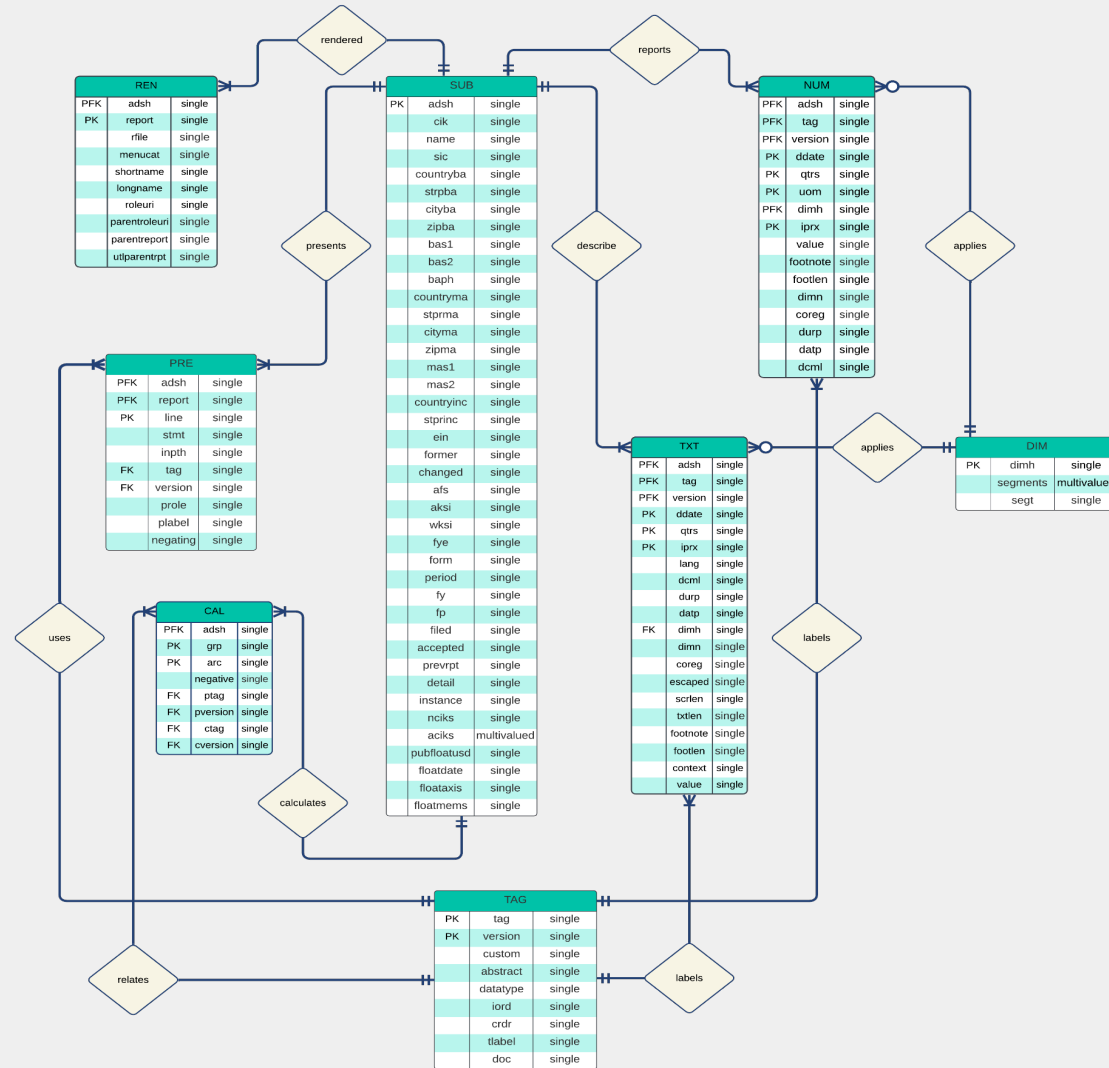 rendered
reports
REN
PFK adsh single
PK report single
rfile single
menucat single
shortname single
longname single
roleuri single
parentroleuri single
parentreport single
utlparentrpt single
SUB
PK adsh single
cik single
name single
sic single
countryba single
strpba single
cityba single
zipba single
bas1 single
bas2 single
baph single
countryma single
stprma single
cityma single
zipma single
mas1 single
mas2 single
countryinc single
stprinc single
ein single
former single
changed single
afs single
aksi single
wksi single
fye single
form single
period single
fy single
fp single
filed single
accepted single
prevrpt single
detail single
instance single
nciks single
aciks multivalued
pubfloatusd single
floatdate single
floataxis single
floatmems single
NUM
PFK adsh single
PFK tag single
PFK version single
PK ddate single
PK qtrs single
PK uom single
PFK dimh single
PK iprx single
value single
footnote single
footlen single
dimn single
coreg single
durp single
datp single
dcml single
presents
describe
applies
PRE
PFK adsh single
PFK report single
PK line single
stmt single
inpth single
FK tag single
FK version single
prole single
plabel single
negating single
TXT
PFK adsh single
PFK tag single
PFK version single
PK ddate single
PK qtrs single
PK iprx single
lang single
dcml single
durp single
datp single
FK dimh single
dimn single
coreg single
escaped single
scrlen single
txtlen single
footnote single
footlen single
context single
value single
applies
DIM
PK dimh single
segments multivalue
segt single
CAL
PFK adsh single
PK grp single
PK arc single
negative single
FK ptag single
FK pversion single
FK ctag single
FK cversion single
uses
labels
calculates
TAG
PK tag single
PK version single
custom single
abstract single
datatype single
iord single
crdr single
tlabel single
doc single
relates
labels